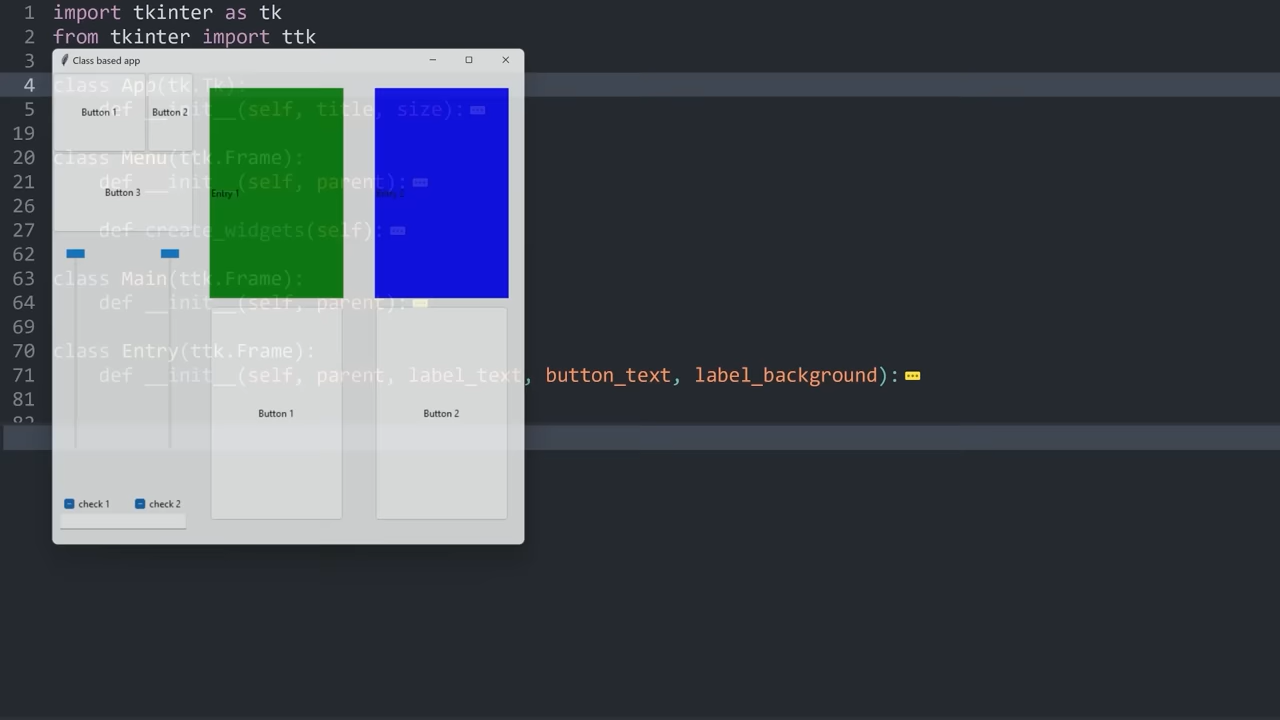 1 import tkinter as tk
2 from tkinter import ttk
3
Class based app
4 class App(tk.Tk):
5 def __init__(self, title, size):
19
20 class Menu(ttk.Frame):
21 def __init__(self, parent):
26
27 def create_widgets(self):
62
63 class Main(ttk.Frame):
64 def __init__(self, parent):
69
70 class Entry(ttk.Frame):
71 def __init__(self, parent, label_text, button_text, label_background):
81
82
Button 1
Button 2
Button 3
Entry 1
Entry 2
Button 1
Button 2
check 1
check 2